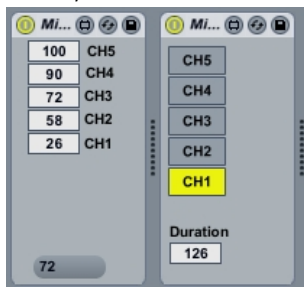 Mi...
100 CH5
90 CH4
72 CH3
58 CH2
26 CH1
72
Mi...
CH5
CH4
CH3
CH2
CH1
Duration
126